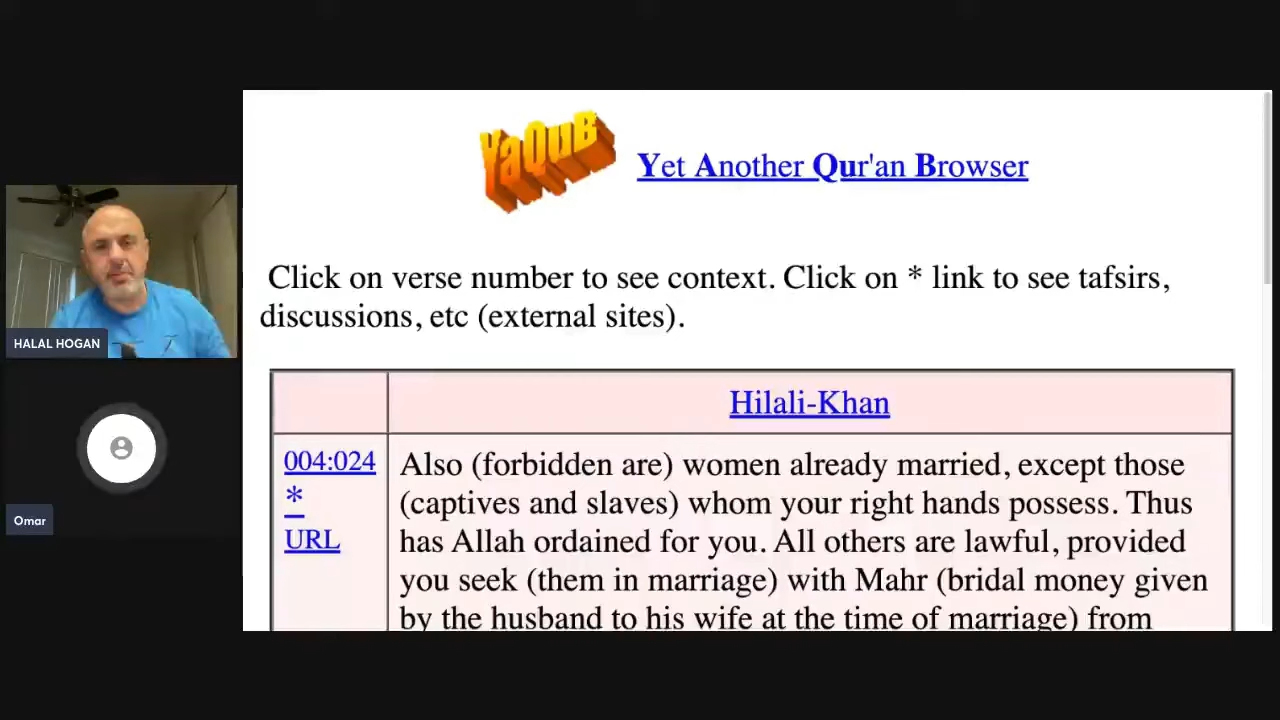 YaQuB
Yet Another Qur'an Browser
Click on verse number to see context. Click on * link to see tafsirs,
discussions, etc (external sites).
Hilali-Khan
004:024
*
URL
Also (forbidden are) women already married, except those
(captives and slaves) whom your right hands possess. Thus
has Allah ordained for you. All others are lawful, provided
you seek (them in marriage) with Mahr (bridal money given
by the husband to his wife at the time of marriage) from
HALAL HOGAN
Omar